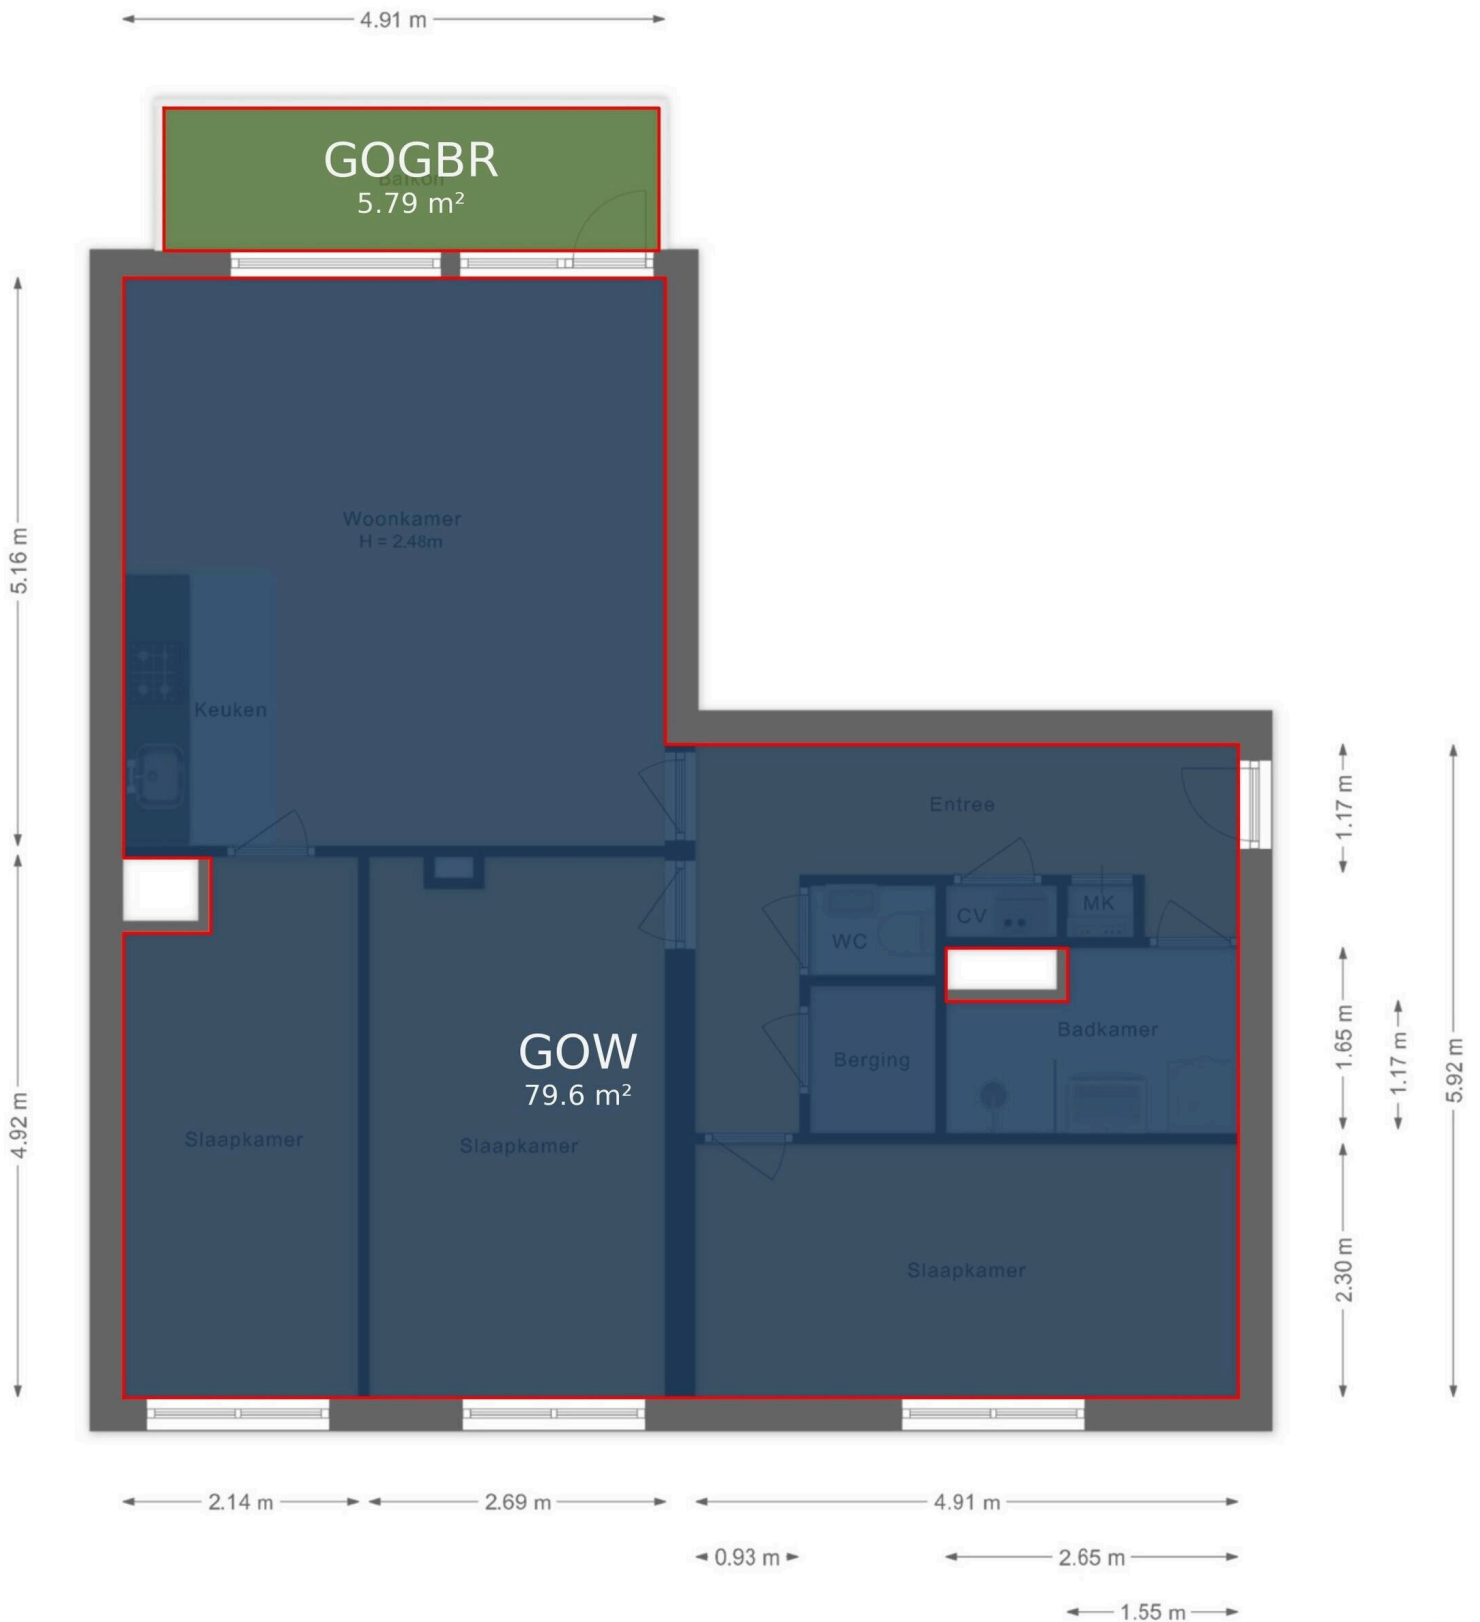 4.91 m
GOGBR
Balkon
5.79 m²
5.16 m
Woonkamer
H = 2.48m
Keuken
Entree
1.17 m
CV
MK
WC
Badkamer
Berging
1.65 m
1.17 m
5.92 m
GOW
79.6 m²
4.92 m
Slaapkamer
Slaapkamer
Slaapkamer
2.30 m
2.14 m
2.69 m
4.91 m
0.93 m
2.65 m
1.55 m